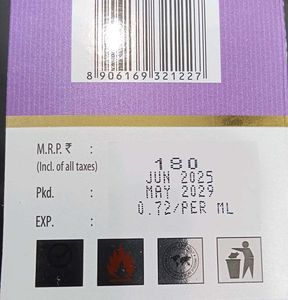 8 906169 321227
M.R.P. ₹ :
(Incl. of all taxes)
180
JUN 2025
Pkd. :
MAY 2029
0.72/PER ML
EXP. :